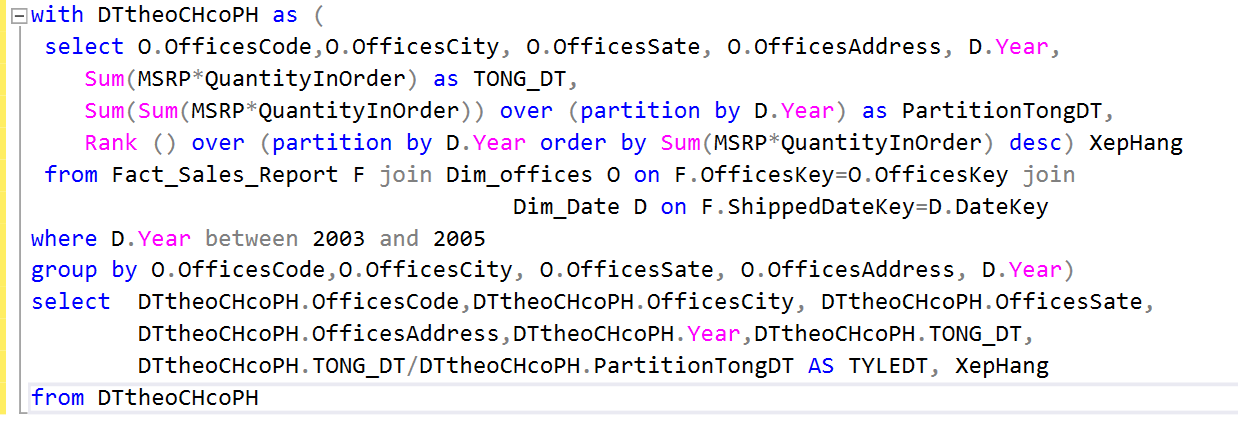 with DTtheoCHcoPH as (
select O.OfficesCode,O.OfficesCity, O.OfficesSate, O.OfficesAddress, D.Year,
Sum(MSRP*QuantityInOrder) as TONG_DT,
Sum(Sum(MSRP*QuantityInOrder)) over (partition by D.Year) as PartitionTongDT,
Rank () over (partition by D.Year order by Sum(MSRP*QuantityInOrder) desc) XepHang
from Fact_Sales_Report F join Dim_offices O on F.OfficesKey=O.OfficesKey join
Dim_Date D on F.ShippedDateKey=D.DateKey
where D.Year between 2003 and 2005
group by O.OfficesCode,O.OfficesCity, O.OfficesSate, O.OfficesAddress, D.Year)
select  DTtheoCHcoPH.OfficesCode,DTtheoCHcoPH.OfficesCity, DTtheoCHcoPH.OfficesSate,
DTtheoCHcoPH.OfficesAddress,DTtheoCHcoPH.Year,DTtheoCHcoPH.TONG_DT,
DTtheoCHcoPH.TONG_DT/DTtheoCHcoPH.PartitionTongDT AS TYLEDT, XepHang
from DTtheoCHcoPH